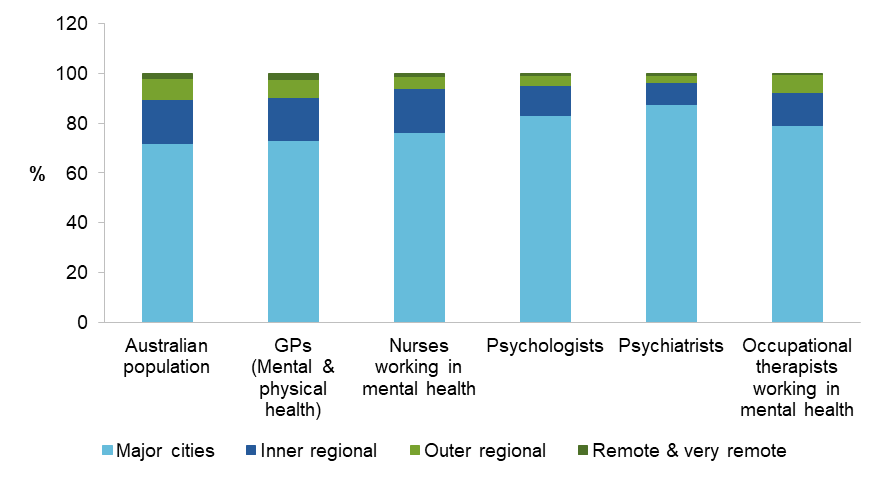 120
100
80
% 60
40
20
0
Australian population
GPs (Mental & physical health)
Nurses working in mental health
Psychologists
Psychiatrists
Occupational therapists working in mental health
Major cities Inner regional Outer regional Remote & very remote